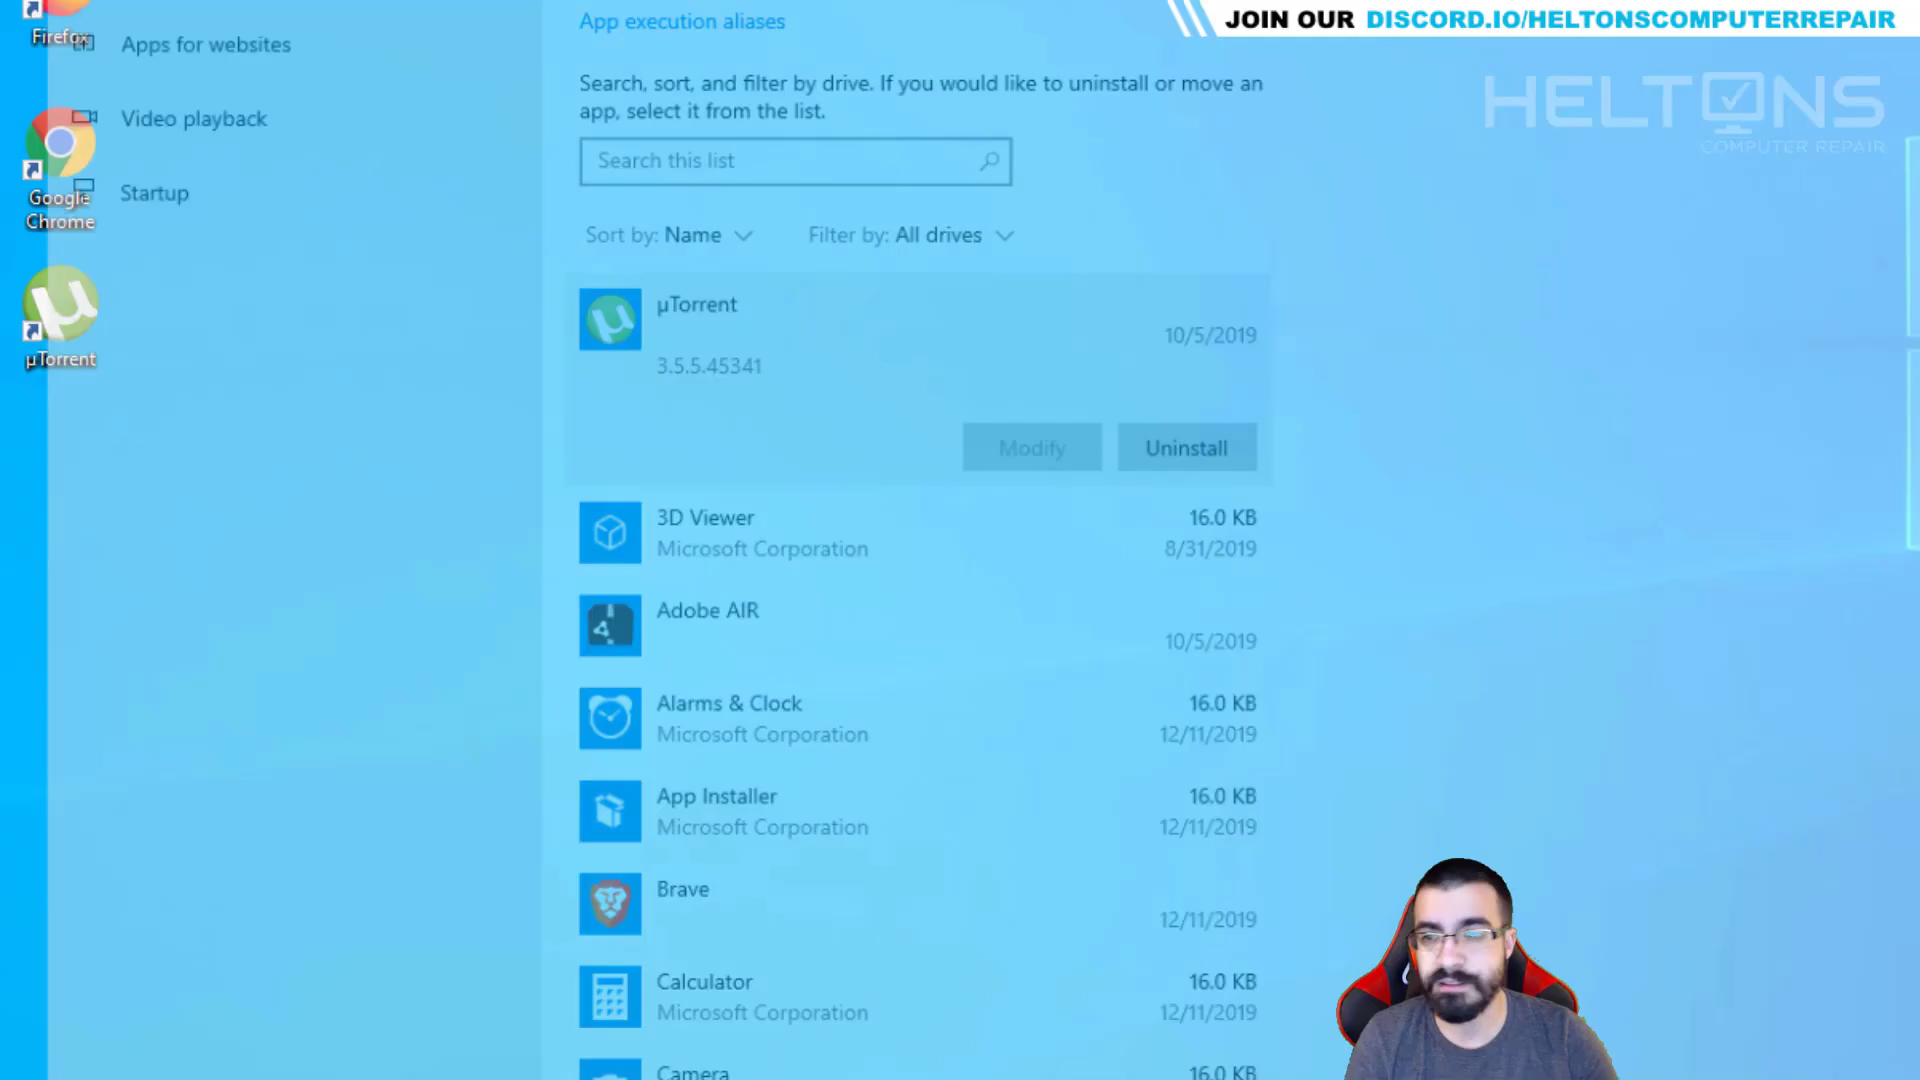 JOIN OUR DISCORD.IO/HELTONSCOMPUTERREPAIR
HELTONS
COMPUTER REPAIR
Firefox
Google
Chrome
µTorrent
Apps for websites
Video playback
Startup
App execution aliases
Search, sort, and filter by drive. If you would like to uninstall or move an
app, select it from the list.
Search this list
Sort by: Name
Filter by: All drives
µTorrent
10/5/2019
3.5.5.45341
Modify
Uninstall
3D Viewer
16.0 KB
Microsoft Corporation
8/31/2019
Adobe AIR
10/5/2019
Alarms & Clock
16.0 KB
Microsoft Corporation
12/11/2019
App Installer
16.0 KB
Microsoft Corporation
12/11/2019
Brave
12/11/2019
Calculator
16.0 KB
Microsoft Corporation
12/11/2019
Camera
16.0 KB